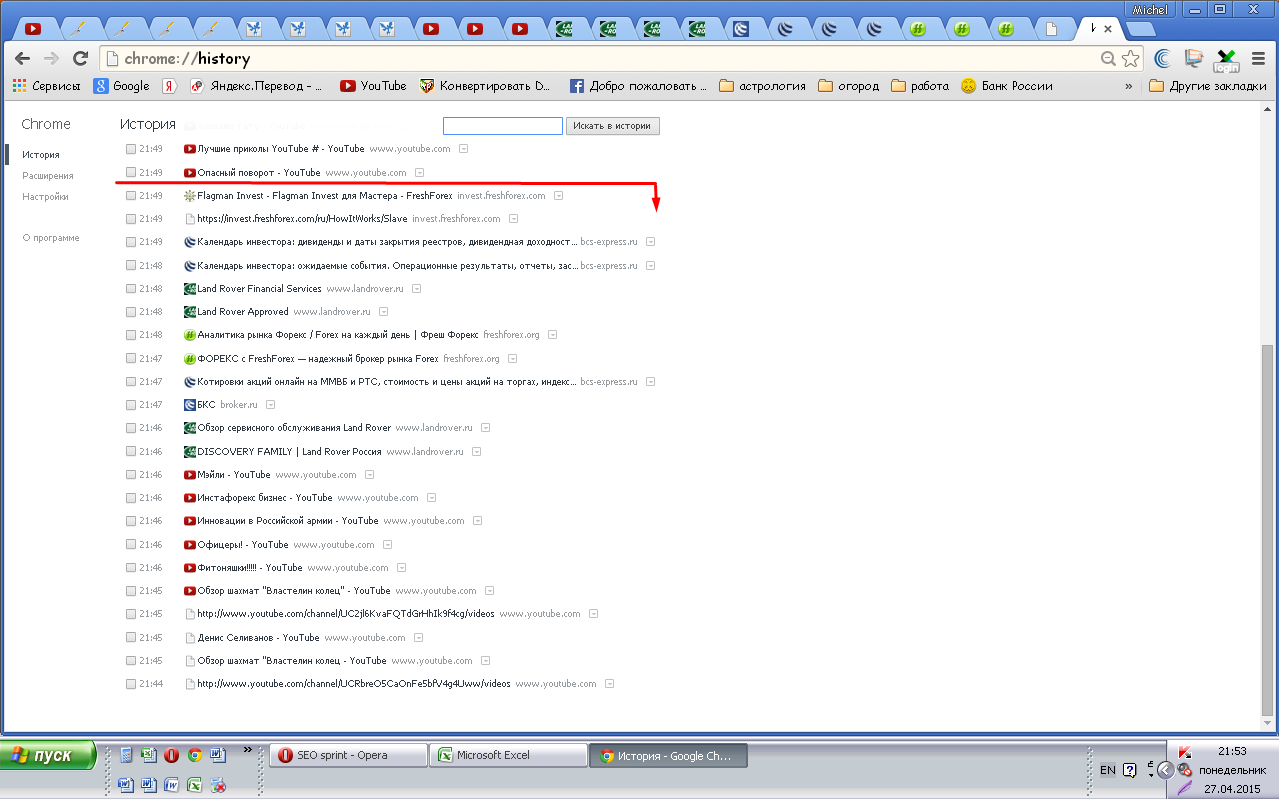 Michel
chrome://history
login
Сервисы Google Яндекс.Перевод - ... YouTube Конвертировать D... Добро пожаловать ... астрология огород работа Банк России » Другие закладки
Chrome
История
Расширения
Настройки
О программе
История Искать в истории
21:49 Лучшие приколы YouTube # - YouTube www.youtube.com
21:49 Опасный поворот - YouTube www.youtube.com
21:49 Flagman Invest - Flagman Invest для Мастера - FreshForex invest.freshforex.com
21:49 https://invest.freshforex.com/ru/HowItWorks/Slave invest.freshforex.com
21:49 Календарь инвестора: дивиденды и даты закрытия реестров, дивидендная доходност... bcs-express.ru
21:48 Календарь инвестора: ожидаемые события. Операционные результаты, отчеты, зас... bcs-express.ru
21:48 Land Rover Financial Services www.landrover.ru
21:48 Land Rover Approved www.landrover.ru
21:48 Аналитика рынка Форекс / Forex на каждый день | Фреш Форекс freshforex.org
21:47 ФОРЕКС с FreshForex — надежный брокер рынка Forex freshforex.org
21:47 Котировки акций онлайн на ММВБ и РТС, стоимость и цены акций на торгах, индекс... bcs-express.ru
21:47 БКС broker.ru
21:46 Обзор сервисного обслуживания Land Rover www.landrover.ru
21:46 DISCOVERY FAMILY | Land Rover Россия www.landrover.ru
21:46 Мэйли - YouTube www.youtube.com
21:46 Инстафорекс бизнес - YouTube www.youtube.com
21:46 Инновации в Российской армии - YouTube www.youtube.com
21:46 Офицеры! - YouTube www.youtube.com
21:46 Фитоняшки!!!!! - YouTube www.youtube.com
21:45 Обзор шахмат "Властелин колец" - YouTube www.youtube.com
21:45 http://www.youtube.com/channel/UC2jl6KvaFQTdGrHhIk9f4cg/videos www.youtube.com
21:45 Денис Селиванов - YouTube www.youtube.com
21:45 Обзор шахмат "Властелин колец - YouTube www.youtube.com
21:44 http://www.youtube.com/channel/UCRbreO5CaOnFe5bfV4g4Uww/videos www.youtube.com
пуск » SEO sprint - Opera Microsoft Excel История - Google Ch... EN 21:53
понедельник
27.04.2015